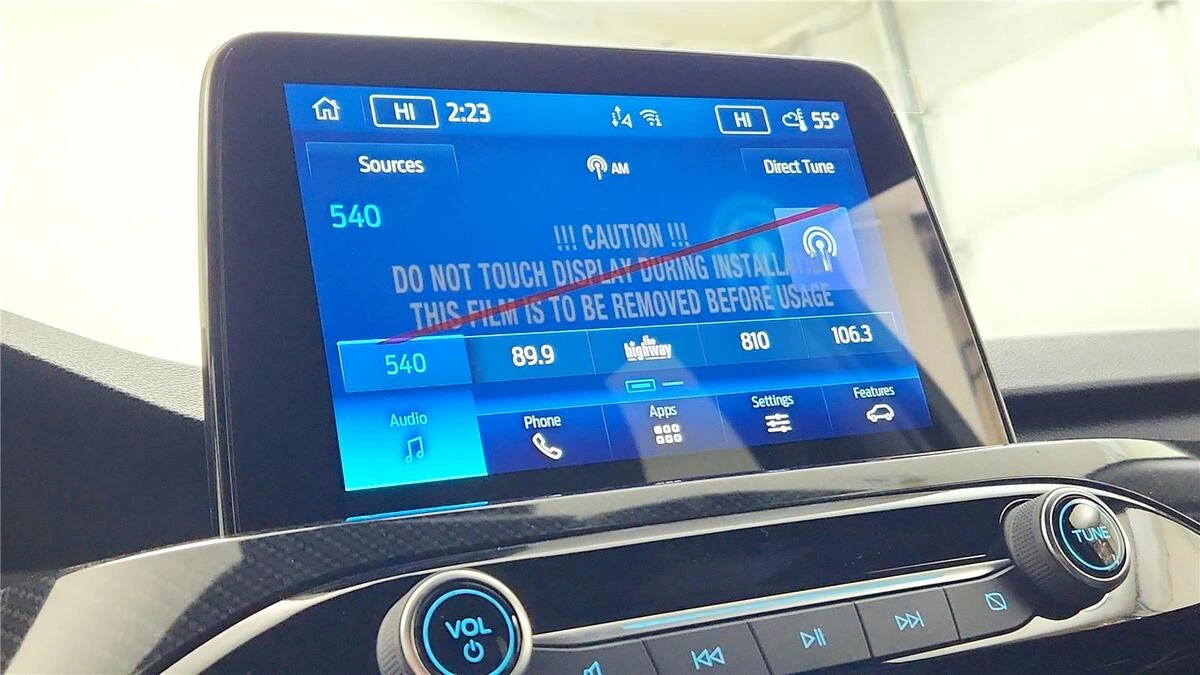 HI 2:23 HI 55°
Sources AM Direct Tune
540
!!! CAUTION !!!
DO NOT TOUCH DISPLAY DURING INSTALLATION
THIS FILM IS TO BE REMOVED BEFORE USAGE
540 89.9 the highway 810 106.3
Audio Phone Apps Settings Features
VOL TUNE